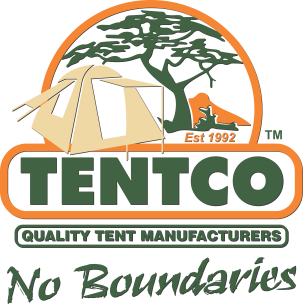 Est 1992
TM
TENTCO
QUALITY TENT MANUFACTURERS
No Boundaries